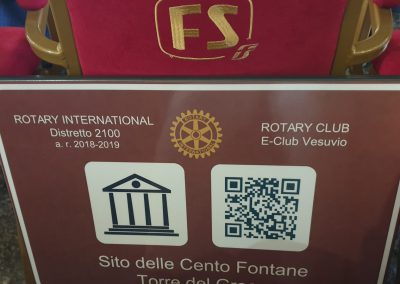 FS
ROTARY INTERNATIONAL
Distretto 2100
a. r. 2018-2019
ROTARY CLUB
E-Club Vesuvio
Sito delle Cento Fontane
Torre del